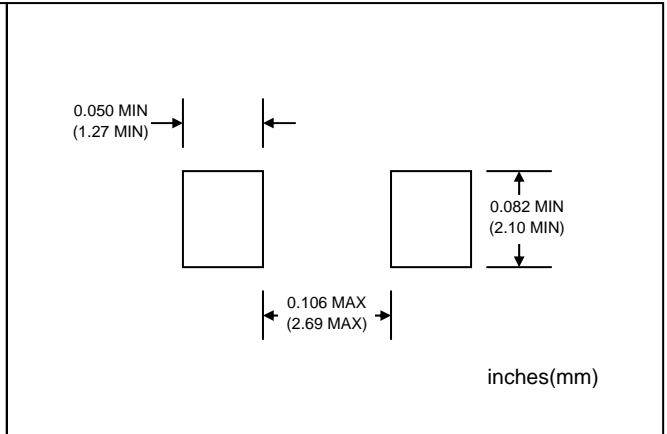 0.050 MIN
(1.27 MIN)
0.082 MIN
(2.10 MIN)
0.106 MAX
(2.69 MAX)
inches(mm)